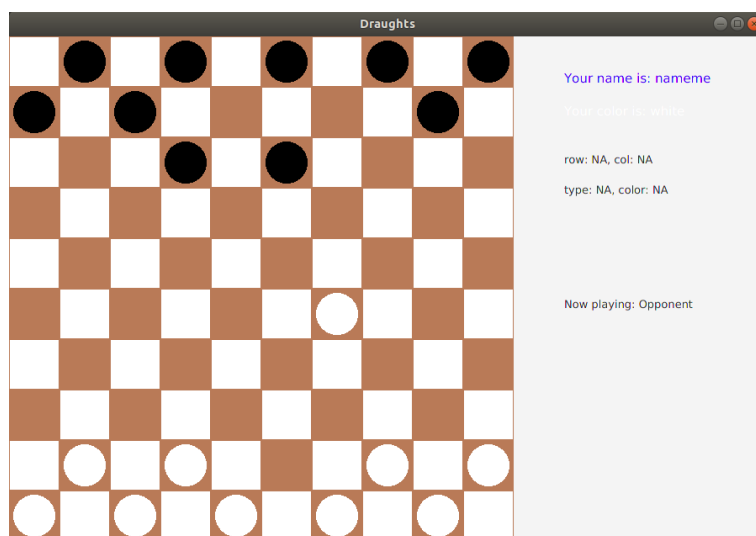 Draughts
Your name is: nameme
Your color is: white
row: NA, col: NA
type: NA, color: NA
Now playing: Opponent